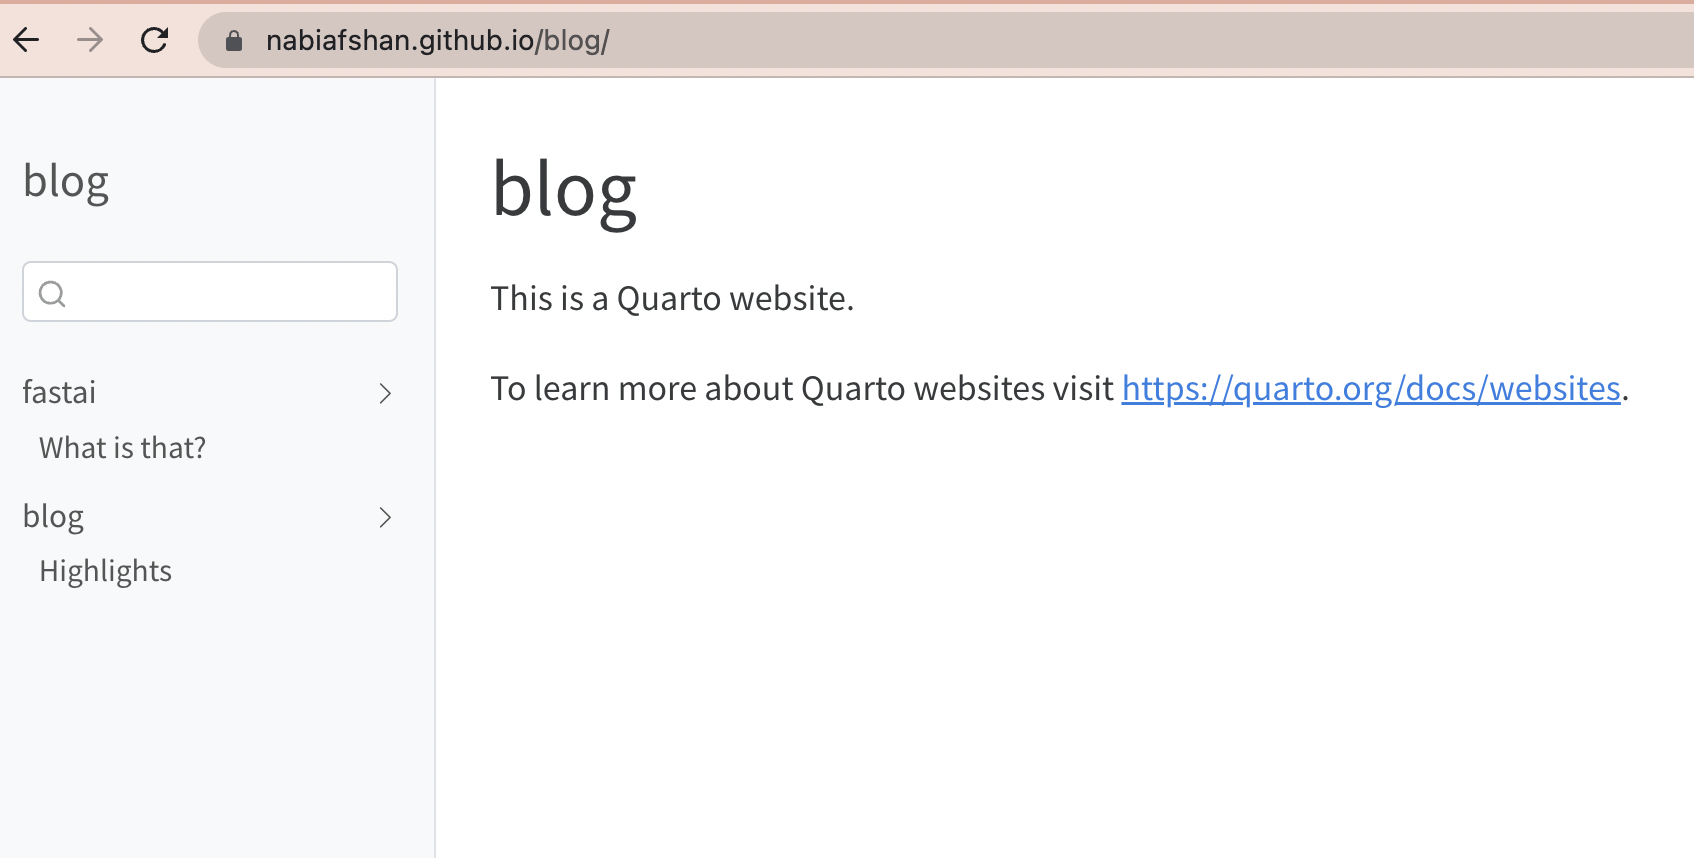 nabiafshan.github.io/blog/
blog
fastai
What is that?
blog
Highlights
blog
This is a Quarto website.
To learn more about Quarto websites visit https://quarto.org/docs/websites.